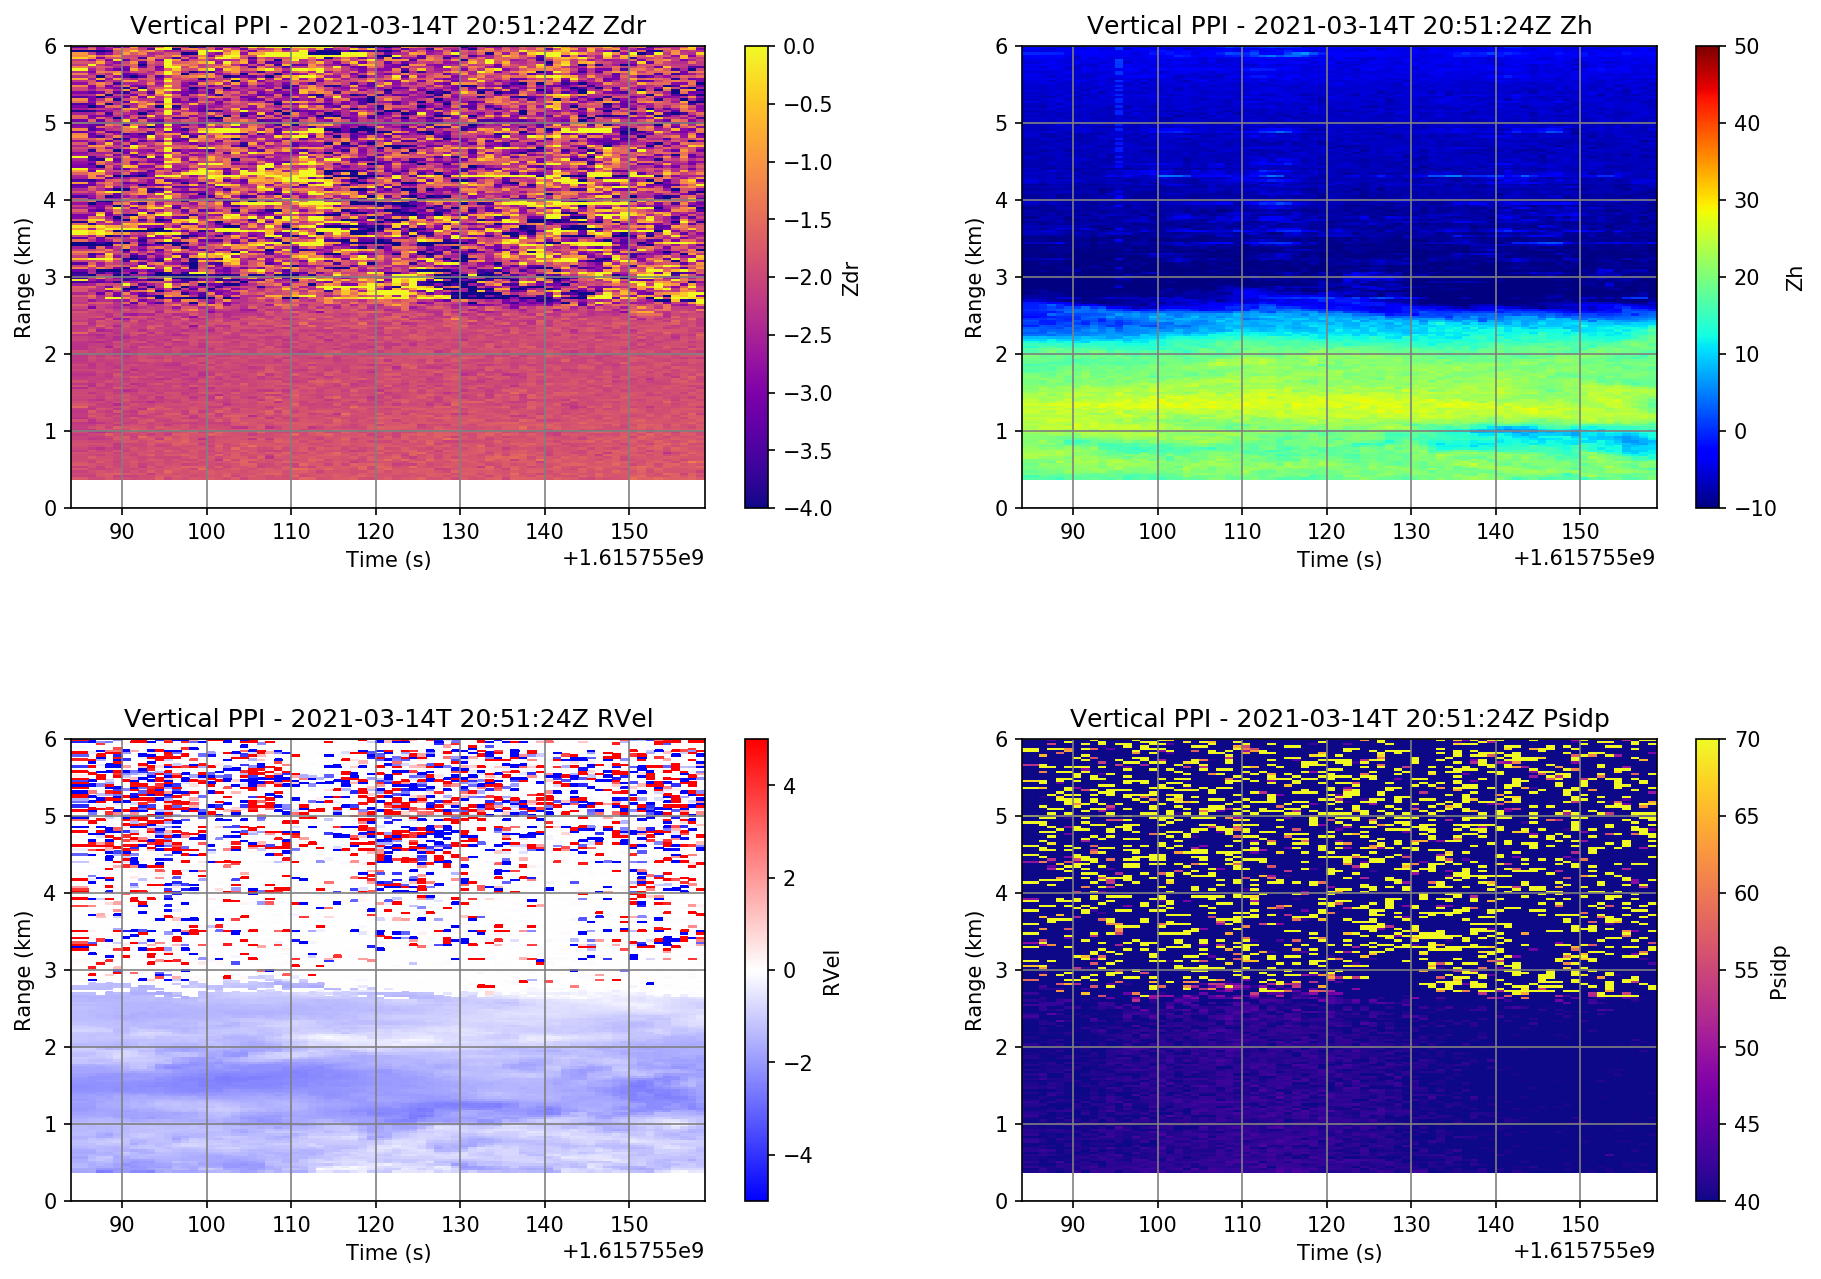 Vertical PPI - 2021-03-14T 20:51:24Z Zdr
6
5
4
3
2
1
0
Range (km)
90 100 110 120 130 140 150
Time (s)
+1.615755e9
0.0
−0.5
−1.0
−1.5
−2.0
−2.5
−3.0
−3.5
−4.0
Zdr
Vertical PPI - 2021-03-14T 20:51:24Z Zh
6
5
4
3
2
1
0
Range (km)
90 100 110 120 130 140 150
Time (s)
+1.615755e9
50
40
30
20
10
0
−10
Zh
Vertical PPI - 2021-03-14T 20:51:24Z RVel
6
5
4
3
2
1
0
Range (km)
90 100 110 120 130 140 150
Time (s)
+1.615755e9
4
2
0
−2
−4
RVel
Vertical PPI - 2021-03-14T 20:51:24Z Psidp
6
5
4
3
2
1
0
Range (km)
90 100 110 120 130 140 150
Time (s)
+1.615755e9
70
65
60
55
50
45
40
Psidp